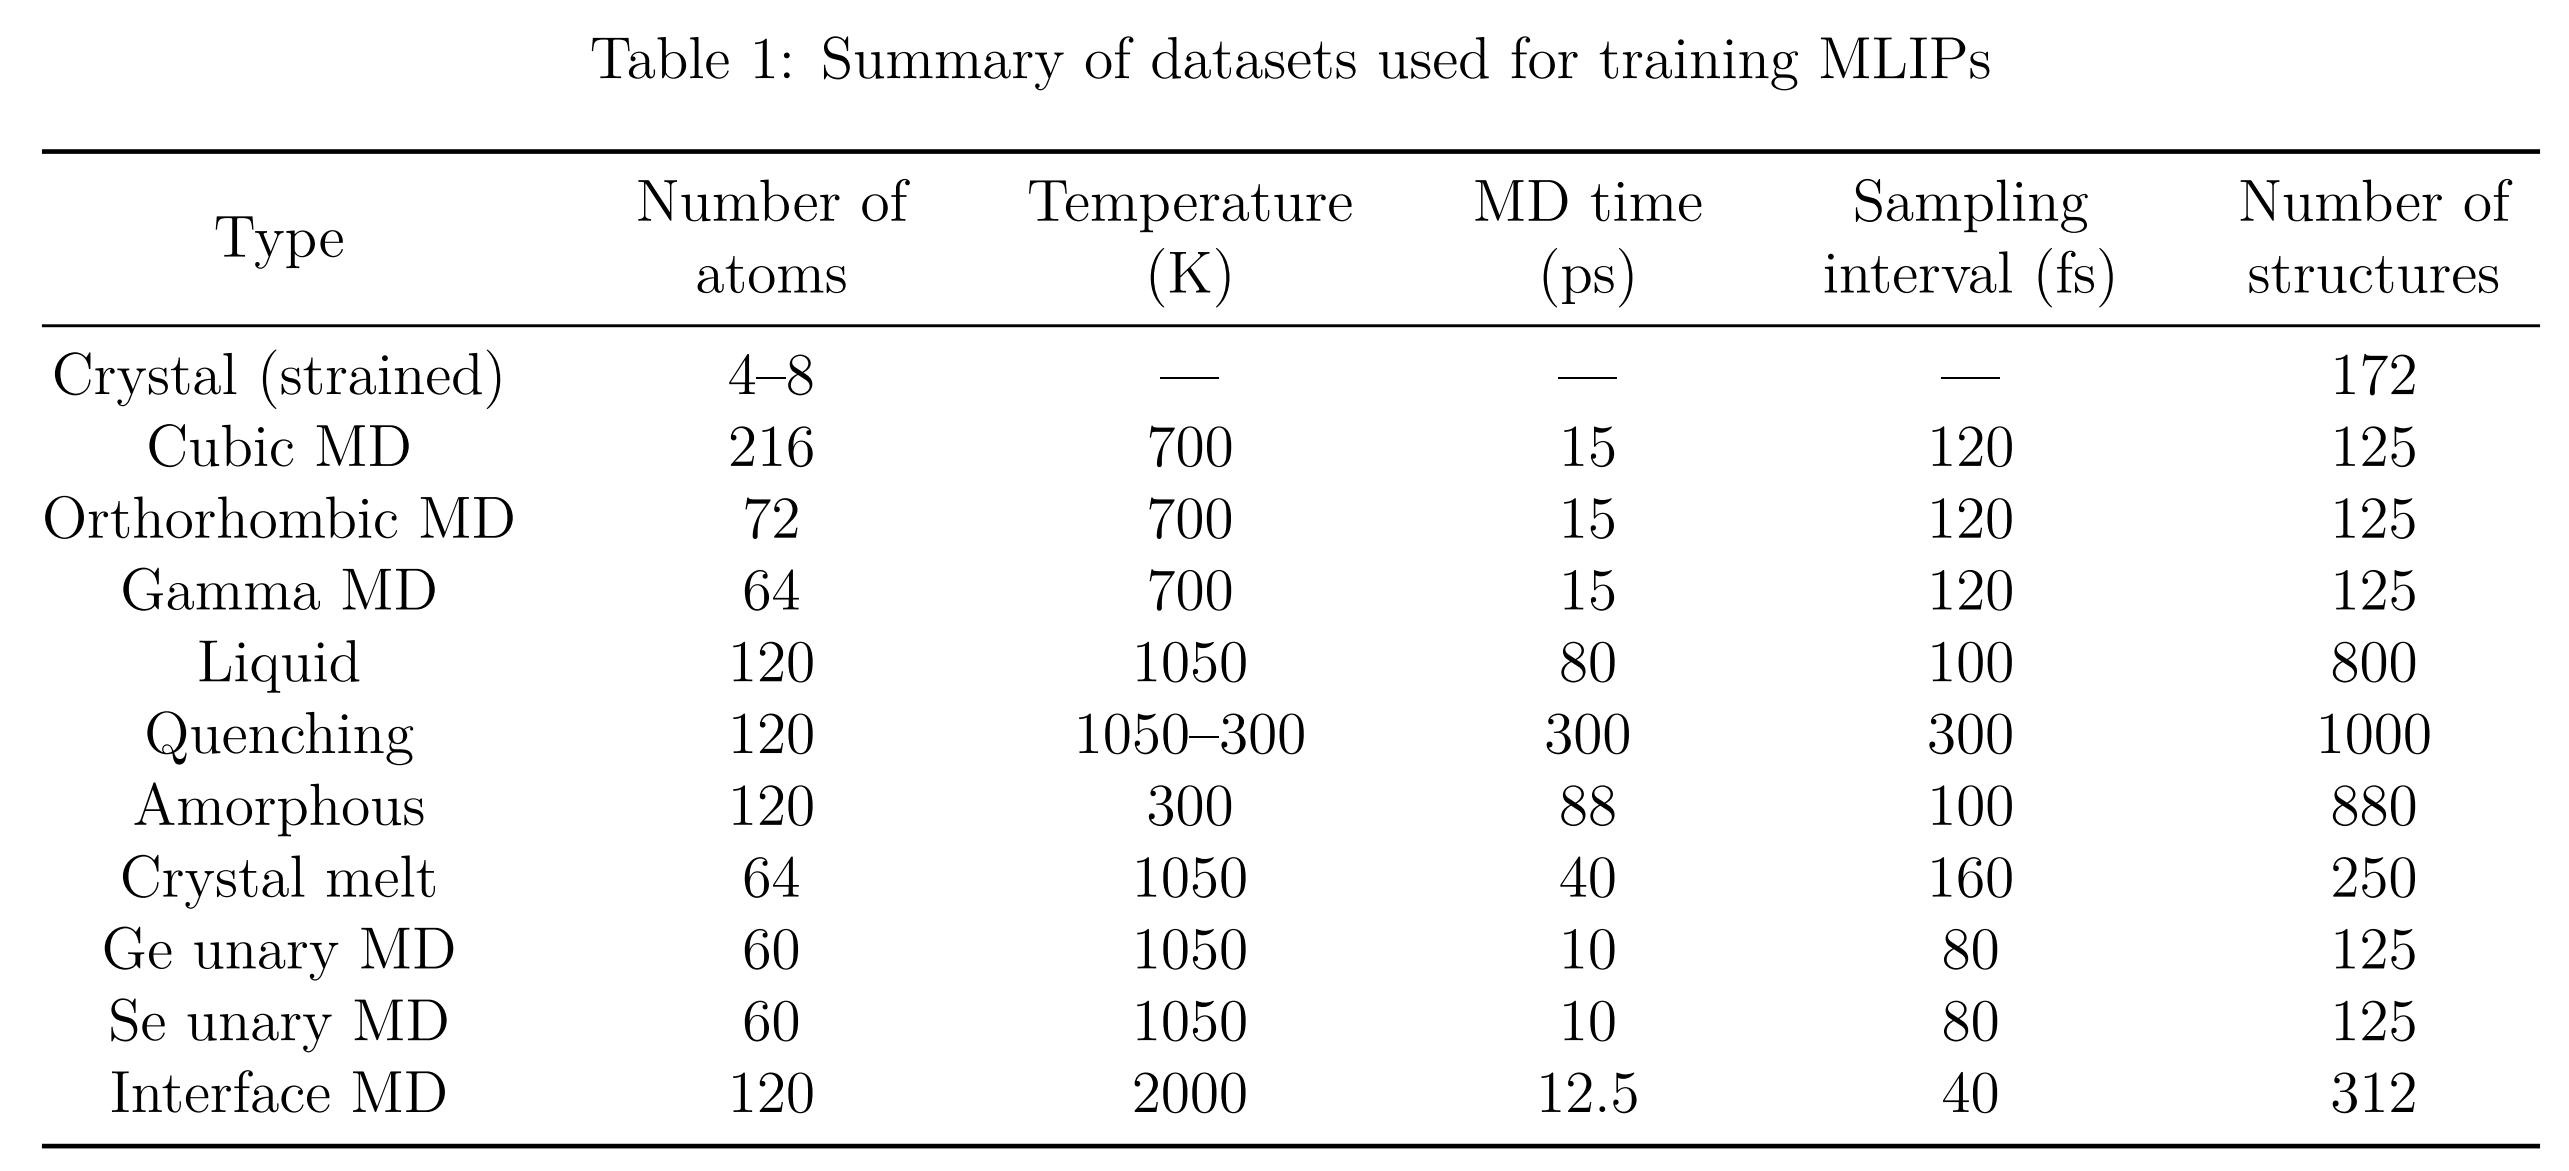 Table 1: Summary of datasets used for training MLIPs
Type Number of atoms Temperature (K) MD time (ps) Sampling interval (fs) Number of structures
Crystal (strained) 4–8 — — — 172
Cubic MD 216 700 15 120 125
Orthorhombic MD 72 700 15 120 125
Gamma MD 64 700 15 120 125
Liquid 120 1050 80 100 800
Quenching 120 1050–300 300 300 1000
Amorphous 120 300 88 100 880
Crystal melt 64 1050 40 160 250
Ge unary MD 60 1050 10 80 125
Se unary MD 60 1050 10 80 125
Interface MD 120 2000 12.5 40 312